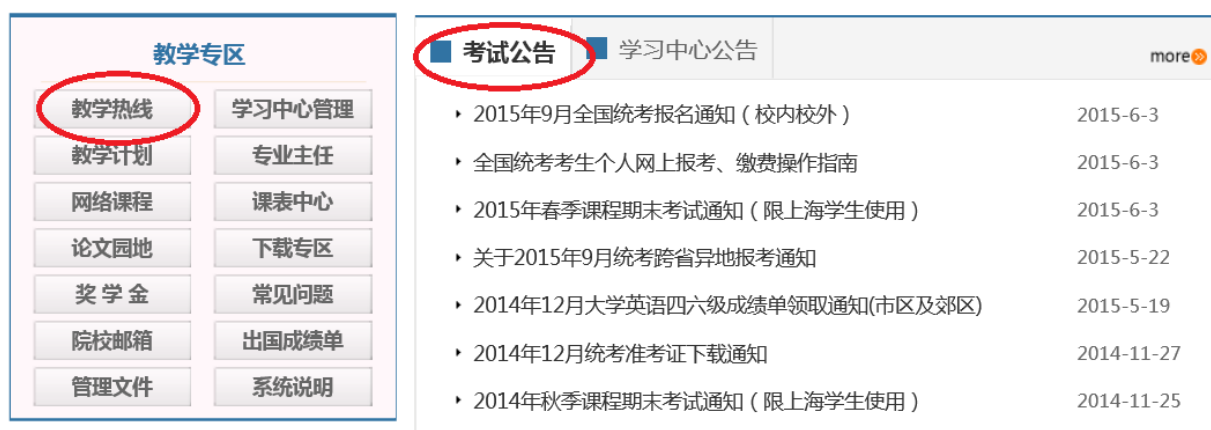 教学专区
教学热线 学习中心管理
教学计划 专业主任
网络课程 课表中心
论文园地 下载专区
奖 学 金 常见问题
院校邮箱 出国成绩单
管理文件 系统说明
考试公告 学习中心公告 more
2015年9月全国统考报名通知（校内校外） 2015-6-3
全国统考考生个人网上报考、缴费操作指南 2015-6-3
2015年春季课程期末考试通知（限上海学生使用） 2015-6-3
关于2015年9月统考跨省异地报考通知 2015-5-22
2014年12月大学英语四六级成绩单领取通知(市区及郊区) 2015-5-19
2014年12月统考准考证下载通知 2014-11-27
2014年秋季课程期末考试通知（限上海学生使用） 2014-11-25